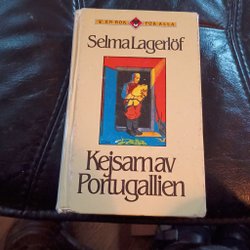 EN BOK FÖR ALLA
Selma Lagerlöf
Kejsarn av
Portugallien